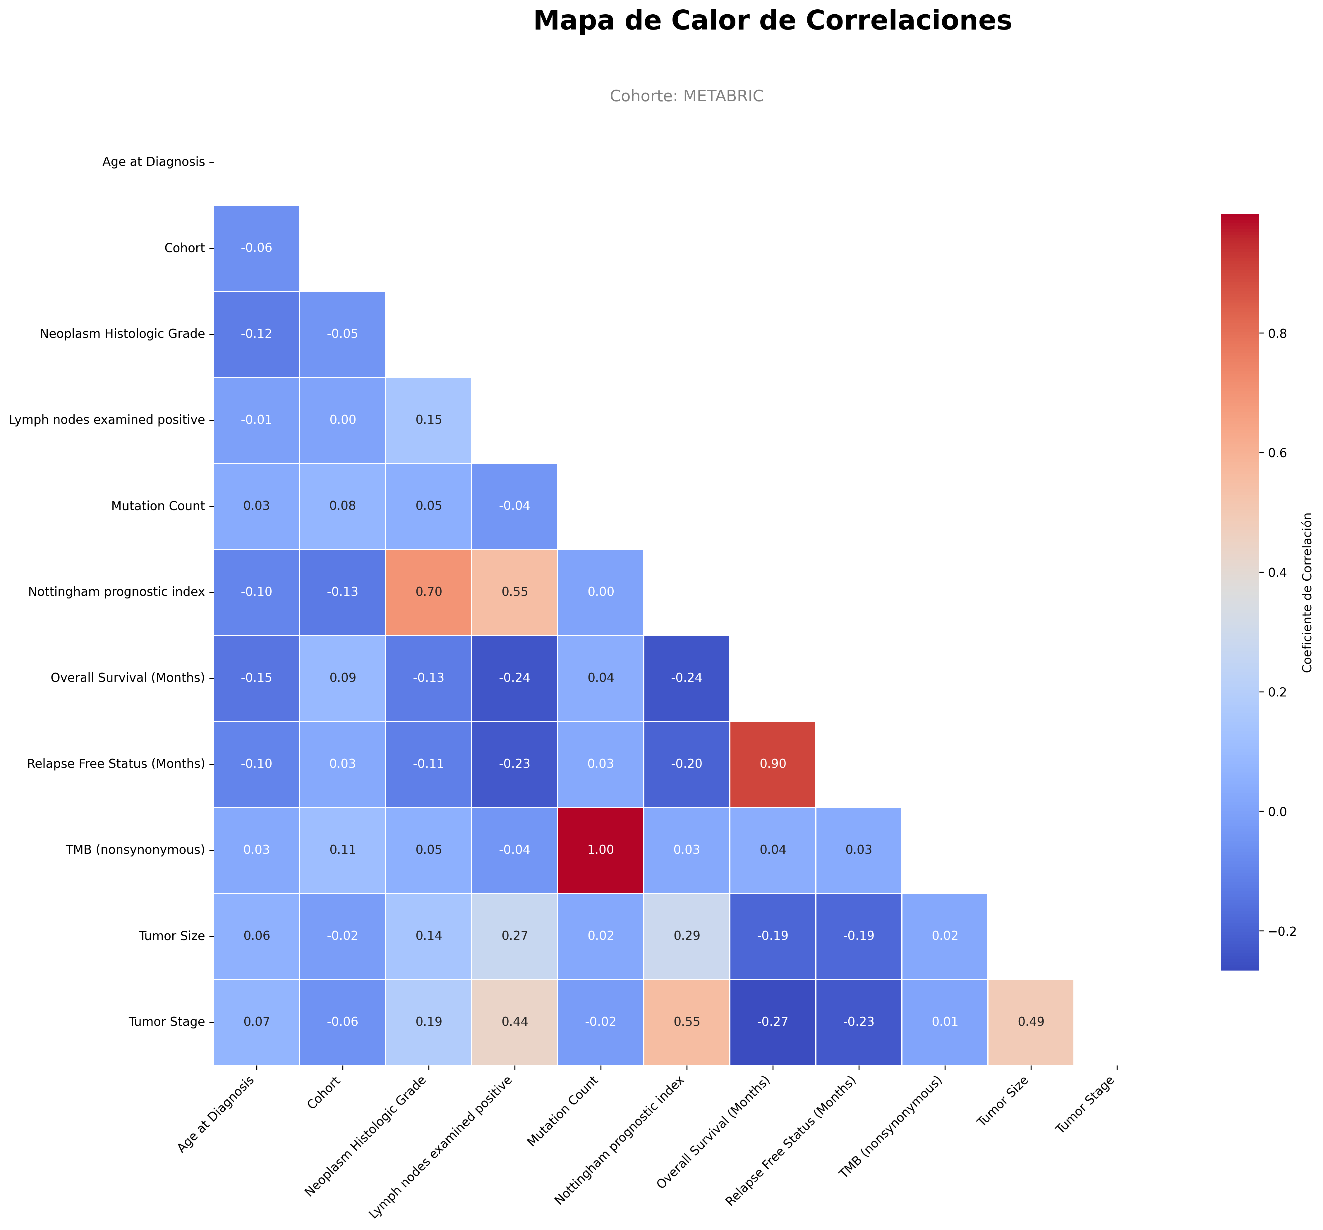 Mapa de Calor de Correlaciones
Cohorte: METABRIC
Age at Diagnosis
Cohort -0.06
Neoplasm Histologic Grade -0.12 -0.05
Lymph nodes examined positive -0.01 0.00 0.15
Mutation Count 0.03 0.08 0.05 -0.04
Nottingham prognostic index -0.10 -0.13 0.70 0.55 0.00
Overall Survival (Months) -0.15 0.09 -0.13 -0.24 0.04 -0.24
Relapse Free Status (Months) -0.10 0.03 -0.11 -0.23 0.03 -0.20 0.90
TMB (nonsynonymous) 0.03 0.11 0.05 -0.04 1.00 0.03 0.04 0.03
Tumor Size 0.06 -0.02 0.14 0.27 0.02 0.29 -0.19 -0.19 0.02
Tumor Stage 0.07 -0.06 0.19 0.44 -0.02 0.55 -0.27 -0.23 0.01 0.49
Age at Diagnosis
Cohort
Neoplasm Histologic Grade
Lymph nodes examined positive
Mutation Count
Nottingham prognostic index
Overall Survival (Months)
Relapse Free Status (Months)
TMB (nonsynonymous)
Tumor Size
Tumor Stage
0.8
0.6
0.4
0.2
0.0
−0.2
Coeficiente de Correlación